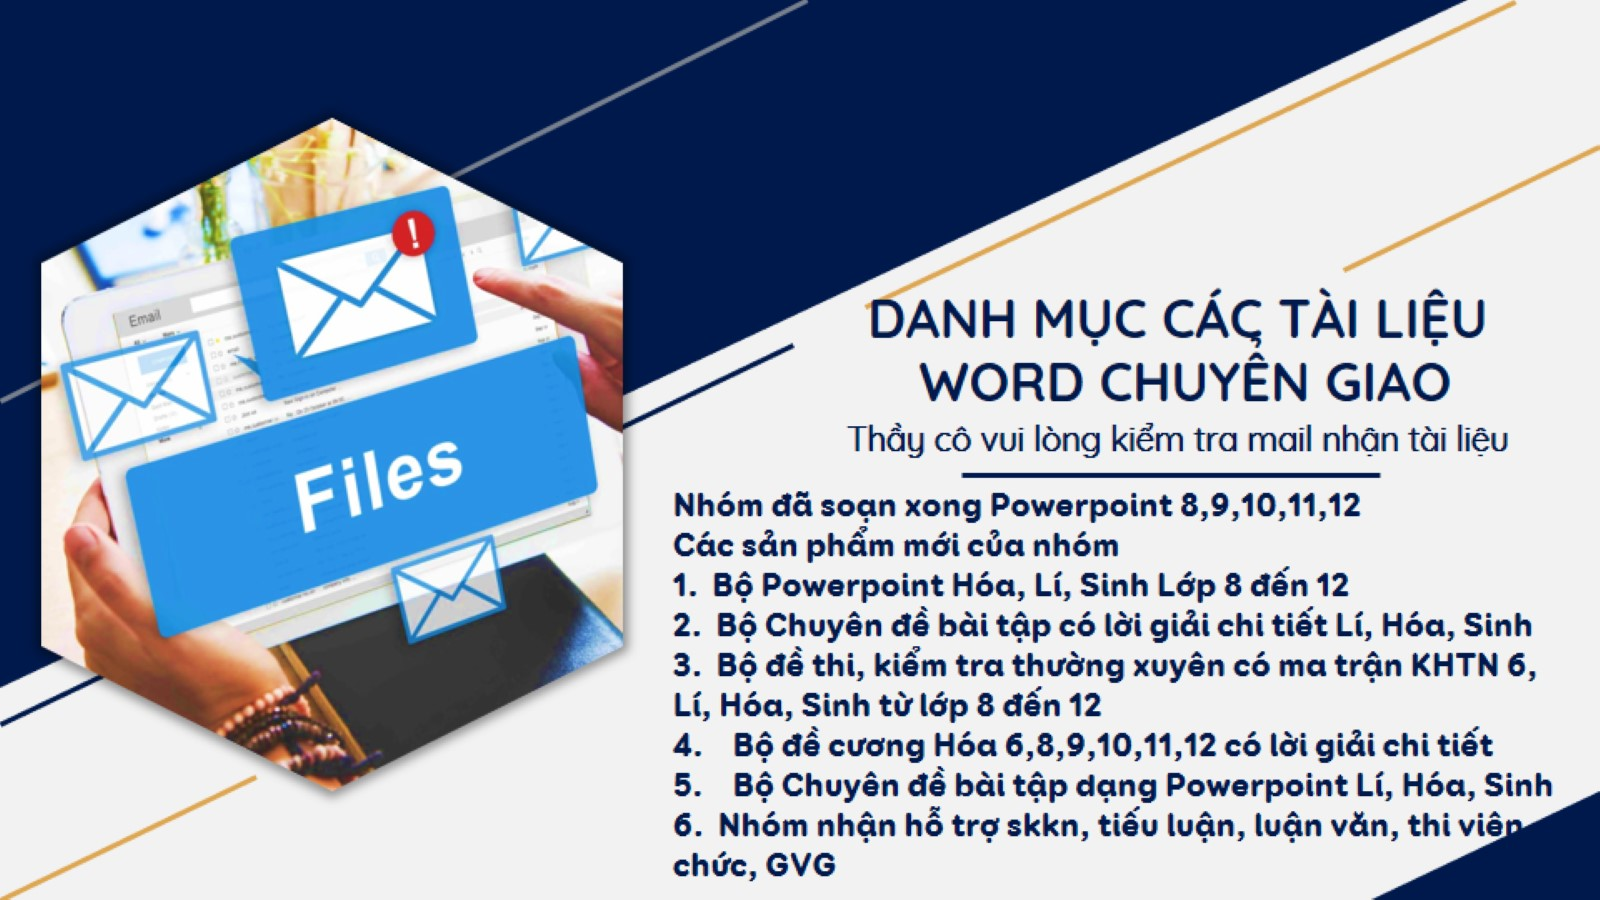 DANH MỤC CÁC TÀI LIỆU
WORD CHUYỂN GIAO
Thầy cô vui lòng kiểm tra mail nhận tài liệu
Nhóm đã soạn xong Powerpoint 8,9,10,11,12
Các sản phẩm mới của nhóm
1. Bộ Powerpoint Hóa, Lí, Sinh Lớp 8 đến 12
2. Bộ Chuyên đề bài tập có lời giải chi tiết Lí, Hóa, Sinh
3. Bộ đề thi, kiểm tra thường xuyên có ma trận KHTN 6,
Lí, Hóa, Sinh từ lớp 8 đến 12
4. Bộ đề cương Hóa 6,8,9,10,11,12 có lời giải chi tiết
5. Bộ Chuyên đề bài tập dạng Powerpoint Lí, Hóa, Sinh
6. Nhóm nhận hỗ trợ skkn, tiểu luận, luận văn, thi viên
chức, GVG
Email
!
Files